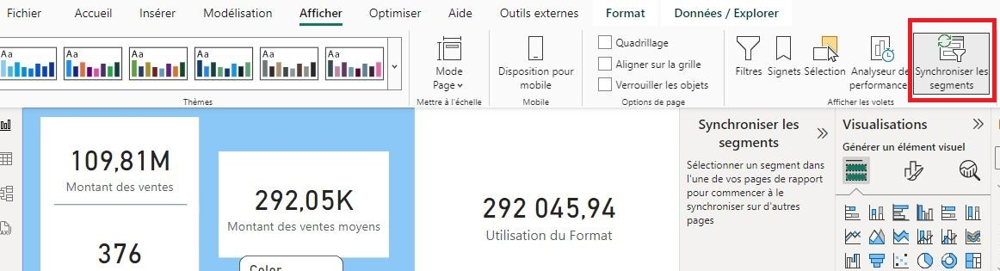 Fichier Accueil Insérer Modélisation Afficher Optimiser Aide Outils externes Format Données / Explorer
Aa Aa Aa Aa Aa Aa
Mode
Page
Disposition pour
mobile
Quadrillage
Aligner sur la grille
Verrouiller les objets
Filtres Signets Sélection
Analyseur de
performance
Synchroniser les
segments
Thèmes Mettre à l'échelle Mobile Options de page Afficher les volets
109,81M
Montant des ventes
376
292,05K
Montant des ventes moyens
Color
292 045,94
Utilisation du Format
Synchroniser les
segments
Sélectionner un segment dans
l'une de vos pages de rapport
pour commencer à le
synchroniser sur d'autres
pages
Visualisations
Générer un élément visuel